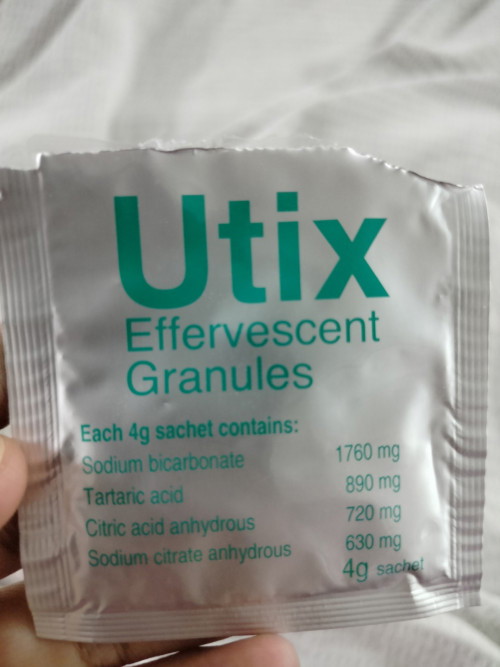 Utix
Effervescent
Granules
Each 4g sachet contains:
Sodium bicarbonate 1760 mg
Tartaric acid 890 mg
Citric acid anhydrous 720 mg
Sodium citrate anhydrous 630 mg
4g sachet